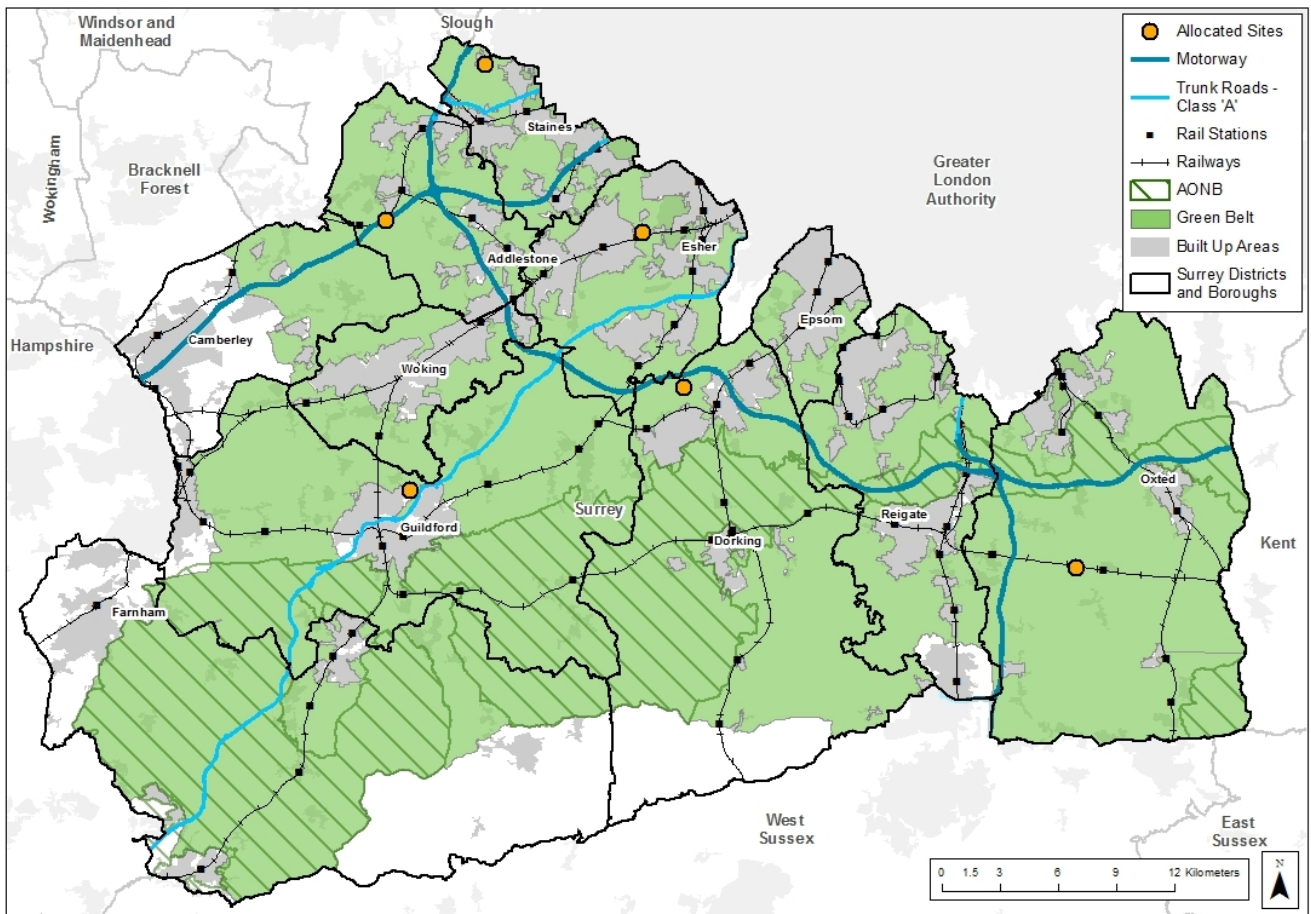 Windsor and
Maidenhead
Slough
Wokingham
Bracknell
Forest
Staines
Greater
London
Authority
Esher
Addlestone
Hampshire
Camberley
Epsom
Woking
Oxted
Surrey
Reigate
Guildford
Dorking
Kent
Farnham
West
Sussex
East
Sussex
Allocated Sites
Motorway
Trunk Roads -
Class 'A'
Rail Stations
Railways
AONB
Green Belt
Built Up Areas
Surrey Districts
and Boroughs
0 1.5 3 6 9 12 Kilometers
N